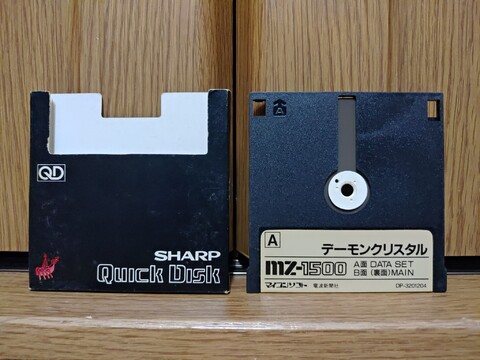 QD
SHARP
Quick Disk
A
A
デーモンクリスタル
mz-1500
A面 DATA SET
B面(裏面)MAIN
マイコンソフト
電波新聞社
DP-3201204